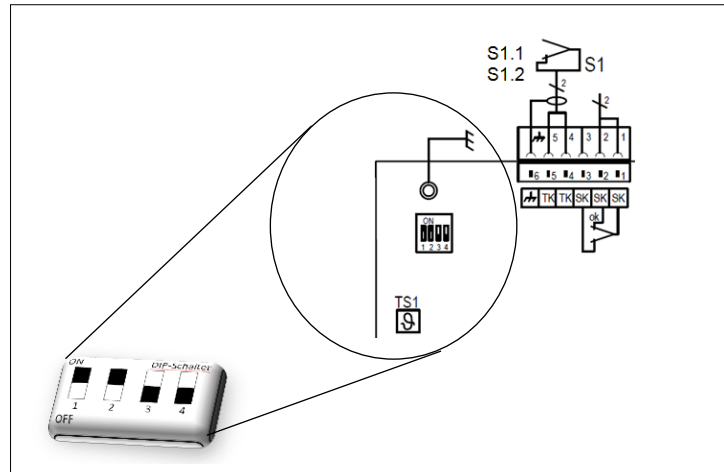 S1.1
S1.2
S1
2
2
5 4 3 2 1
6 5 4 3 2 1
TK TK SK SK SK
ok
ON
1 2 3 4
TS1
ϑ
ON DIP-Schalter
1 2 3 4
OFF